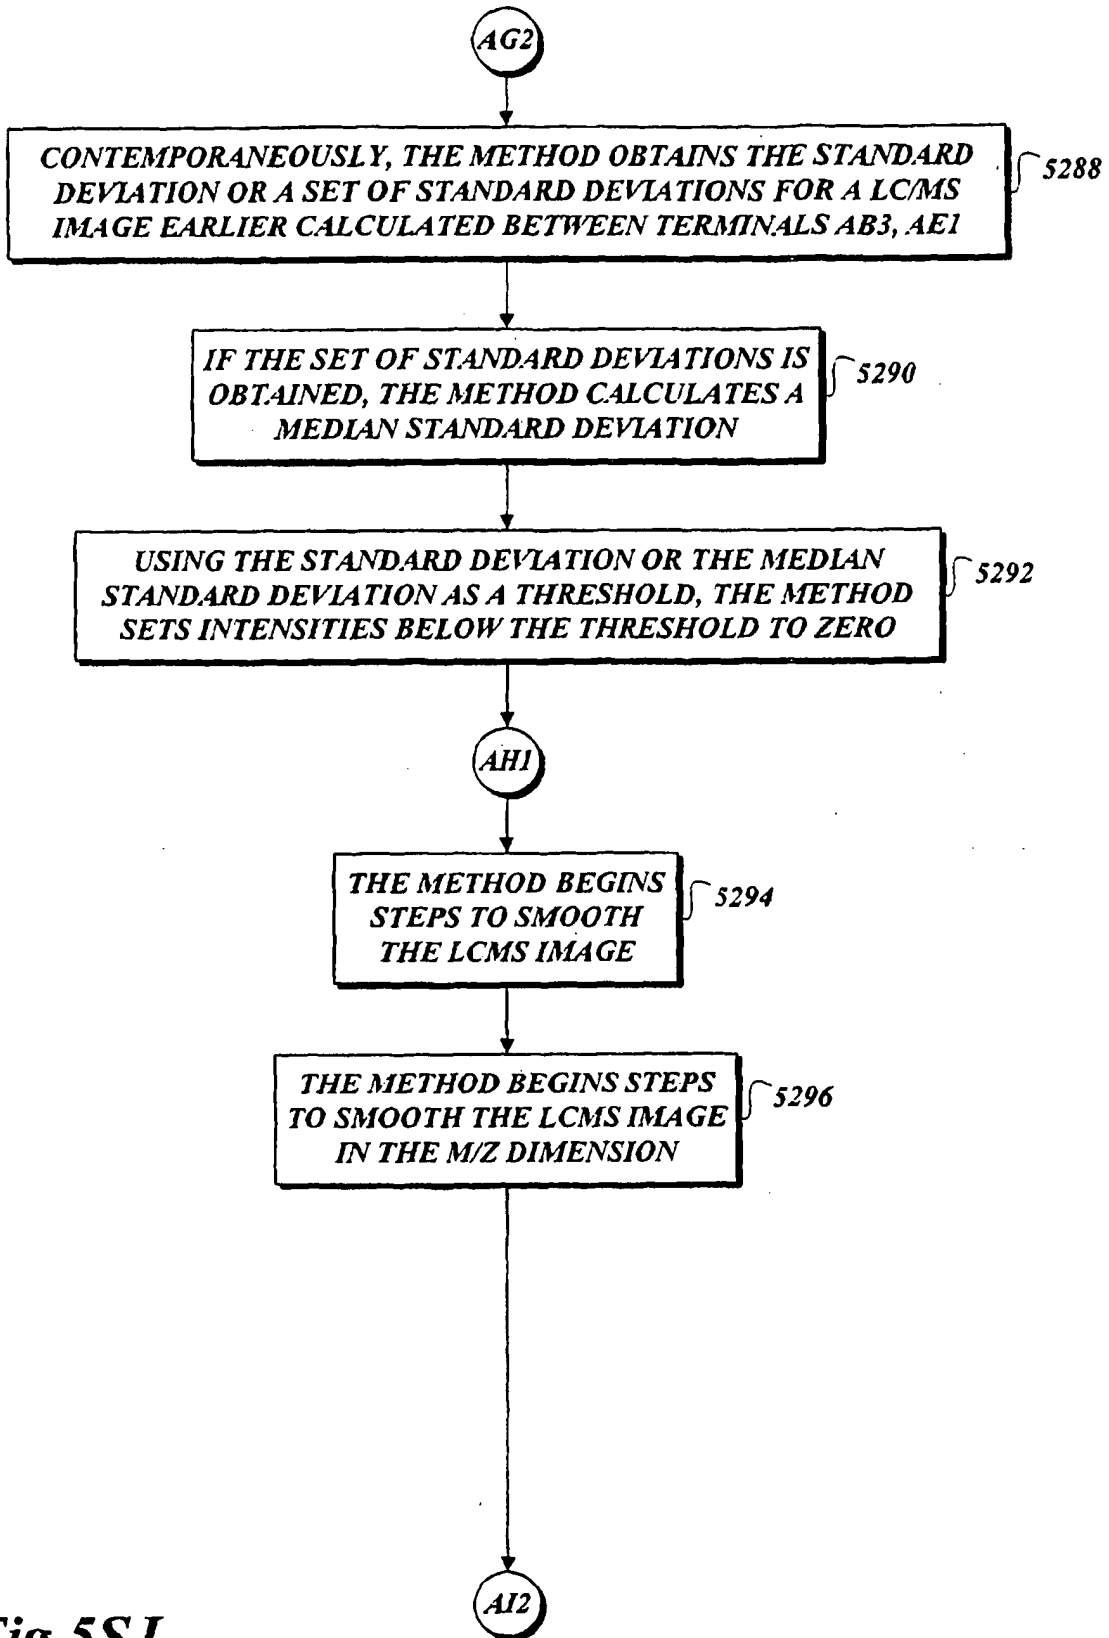 AG2
CONTEMPORANEOUSLY, THE METHOD OBTAINS THE STANDARD
DEVIATION OR A SET OF STANDARD DEVIATIONS FOR A LC/MS
IMAGE EARLIER CALCULATED BETWEEN TERMINALS AB3, AE1
5288
IF THE SET OF STANDARD DEVIATIONS IS
OBTAINED, THE METHOD CALCULATES A
MEDIAN STANDARD DEVIATION
5290
USING THE STANDARD DEVIATION OR THE MEDIAN
STANDARD DEVIATION AS A THRESHOLD, THE METHOD
SETS INTENSITIES BELOW THE THRESHOLD TO ZERO
5292
AH1
THE METHOD BEGINS
STEPS TO SMOOTH
THE LCMS IMAGE
5294
THE METHOD BEGINS STEPS
TO SMOOTH THE LCMS IMAGE
IN THE M/Z DIMENSION
5296
AI2